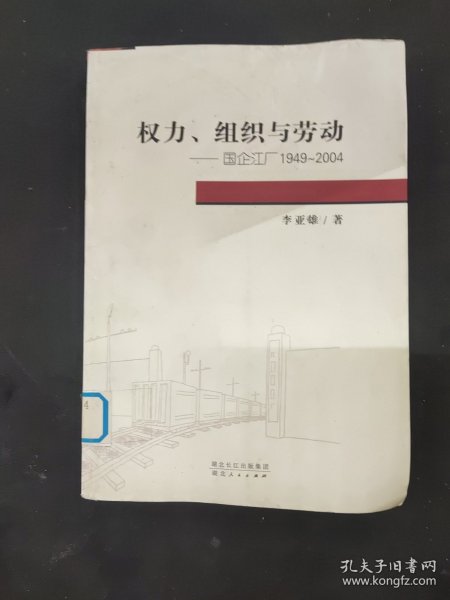 权力、组织与劳动
——国企江厂1949~2004
李亚雄/著
4
湖北长江出版集团
湖北人民出版社
孔夫子旧书网
www.kongfz.com